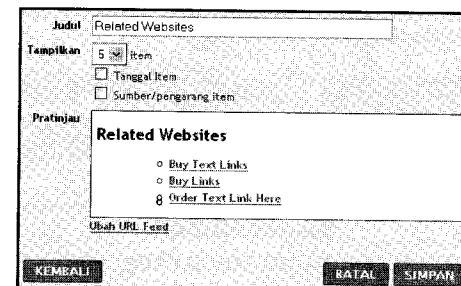 Judul Related Websites
Tampilkan 5 item
Tanggal Item
Sumber/pengarang item
Pratinjau
Related Websites
Buy Text Links
Buy Links
Order Text Link Here
Ubah URL Feed
KEMBALI BATAL SIMPAN